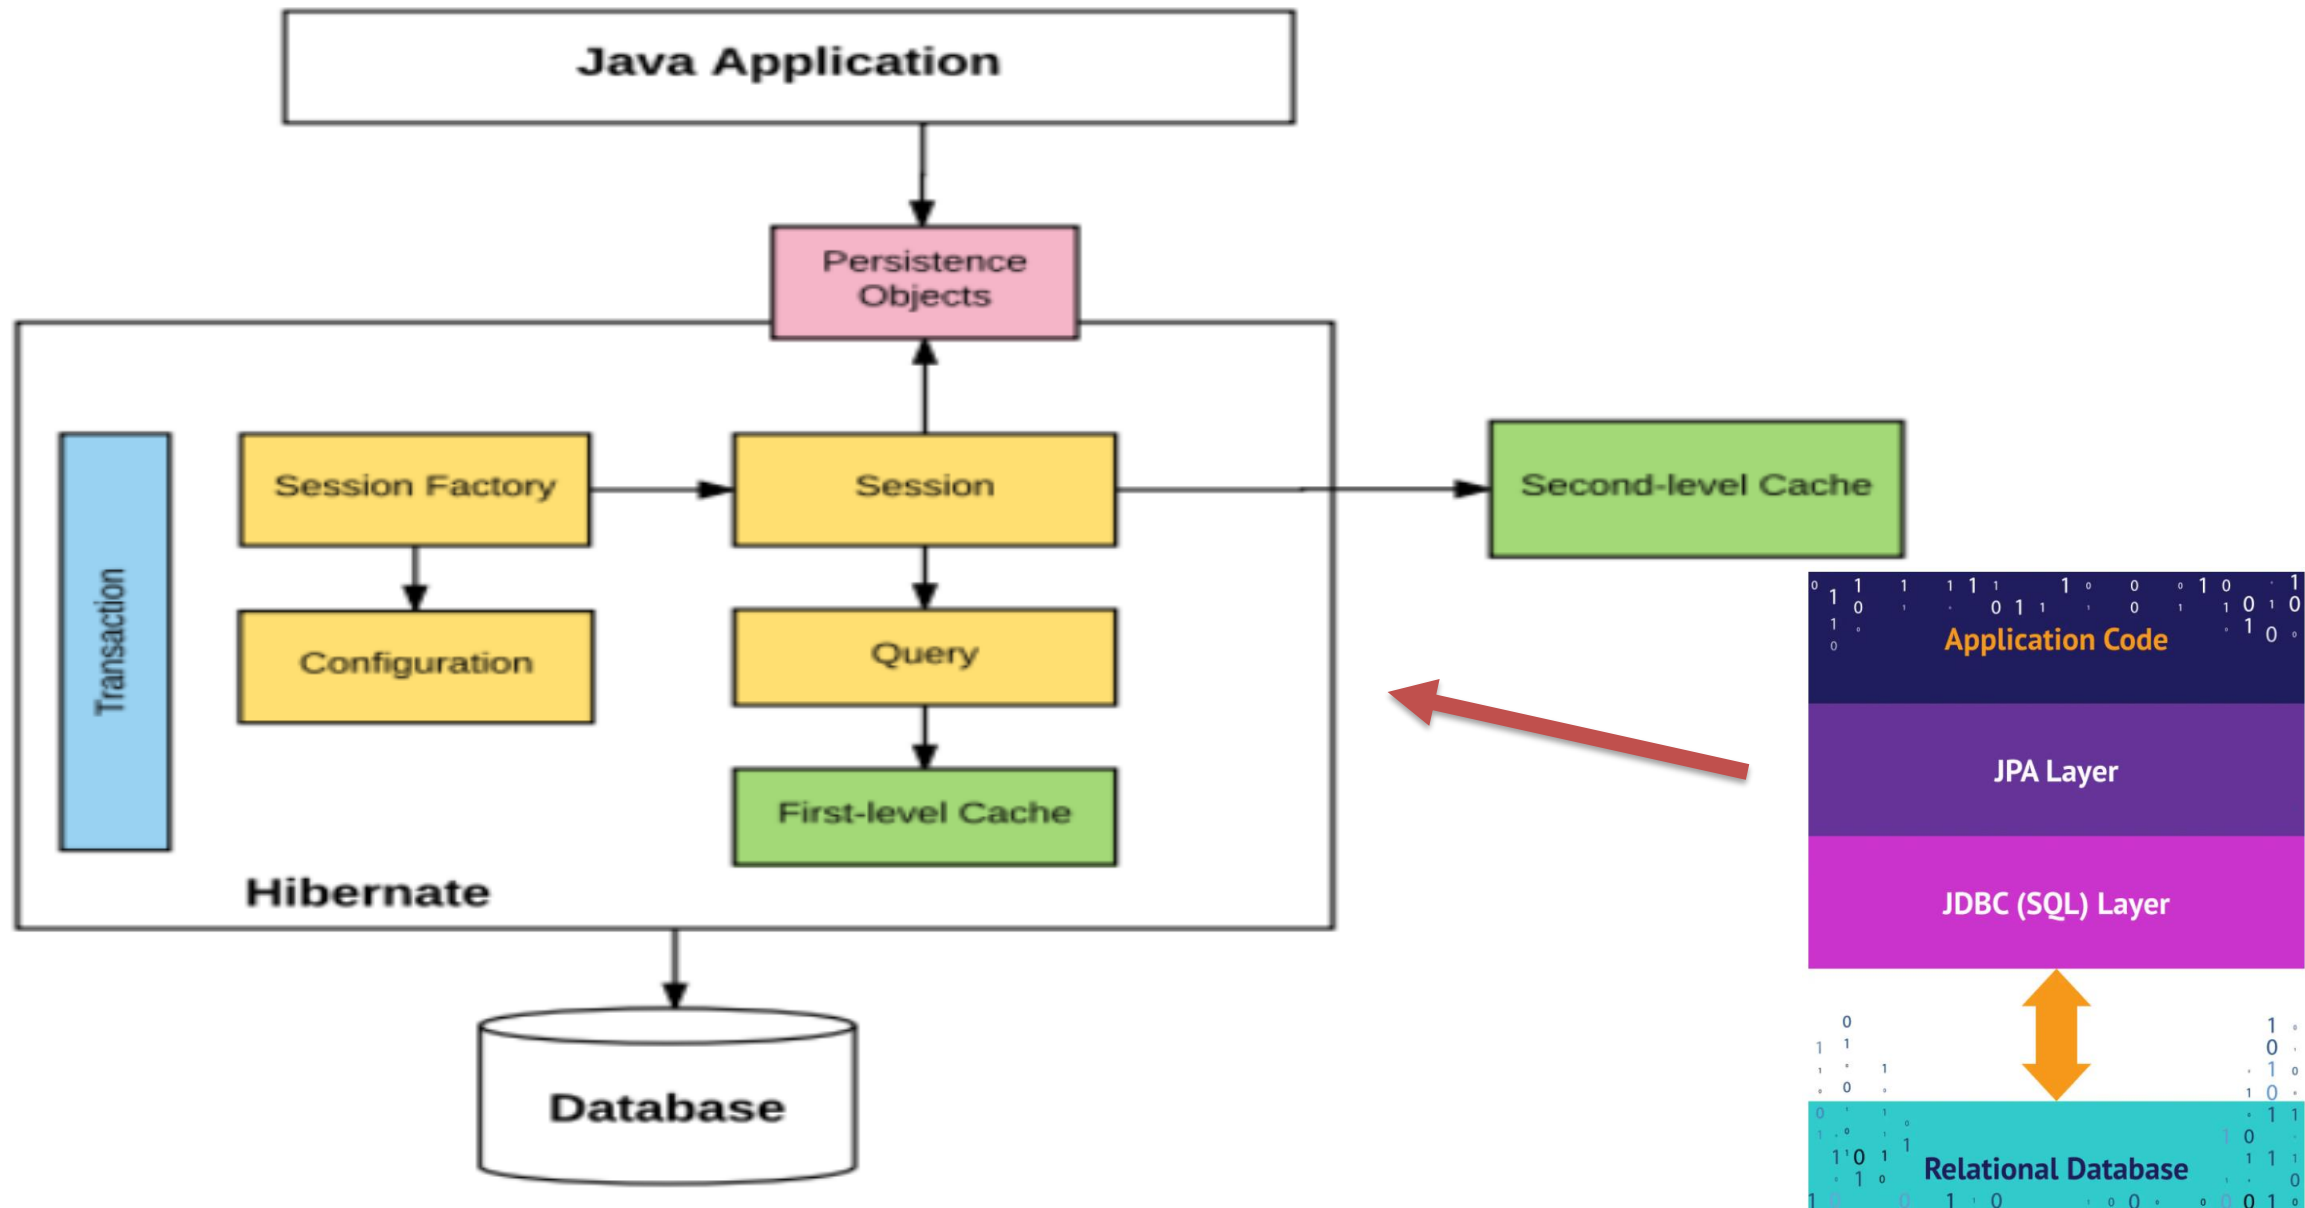 Java Application
Persistence
Objects
Transaction
Session Factory
Session
Second-level Cache
Configuration
Query
First-level Cache
Hibernate
Database
Application Code
JPA Layer
JDBC (SQL) Layer
Relational Database